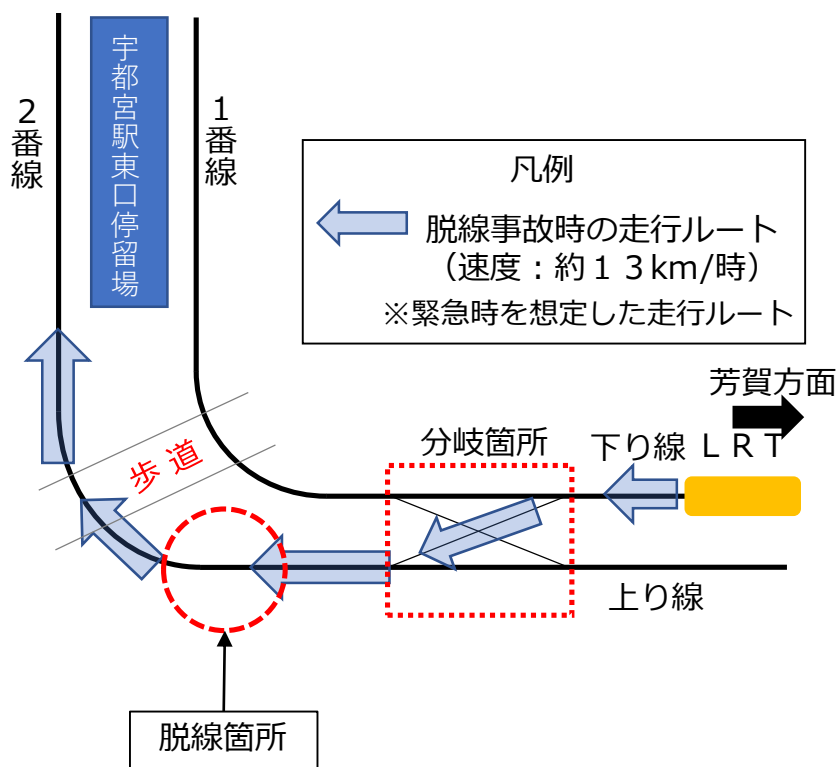 宇都宮駅東口停留場
2番線
1番線
凡例
脱線事故時の走行ルート
（速度：約１３km/時）
※緊急時を想定した走行ルート
芳賀方面
分岐箇所
下り線
ＬＲＴ
歩道
上り線
脱線箇所